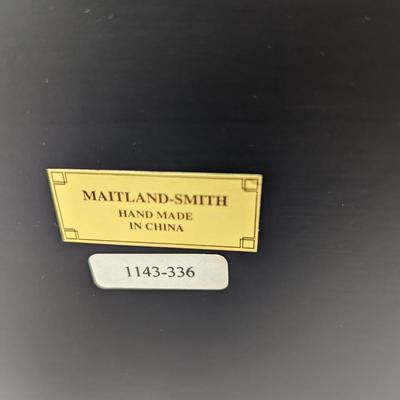 MAITLAND-SMITH
HAND MADE
IN CHINA
1143-336